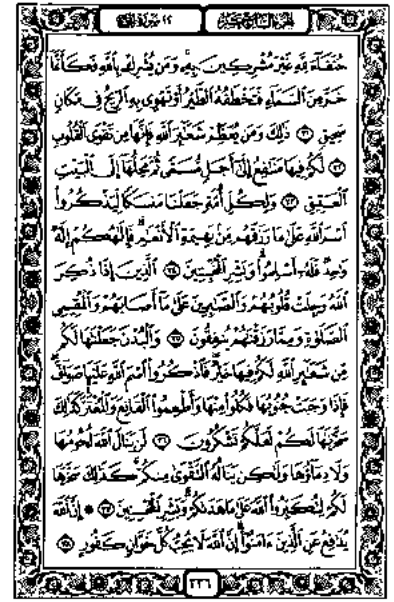 الجزء السابع عشر ٢٢ سورة الحج
حُنَفَآءَ لِلَّهِ غَيْرَ مُشْرِكِينَ بِهِۦ وَمَن يُشْرِكْ بِٱللَّهِ فَكَأَنَّمَا
خَرَّ مِنَ ٱلسَّمَآءِ فَتَخْطَفُهُ ٱلطَّيْرُ أَوْ تَهْوِى بِهِ ٱلرِّيحُ فِى مَكَانٍ
سَحِيقٍ ٣١ ذَٰلِكَ وَمَن يُعَظِّمْ شَعَٰٓئِرَ ٱللَّهِ فَإِنَّهَا مِن تَقْوَى ٱلْقُلُوبِ
٣٢ لَكُمْ فِيهَا مَنَٰفِعُ إِلَىٰٓ أَجَلٍ مُّسَمًّى ثُمَّ مَحِلُّهَآ إِلَى ٱلْبَيْتِ
ٱلْعَتِيقِ ٣٣ وَلِكُلِّ أُمَّةٍ جَعَلْنَا مَنسَكًا لِّيَذْكُرُوا۟
ٱسْمَ ٱللَّهِ عَلَىٰ مَا رَزَقَهُم مِّنۢ بَهِيمَةِ ٱلْأَنْعَٰمِ فَإِلَٰهُكُمْ إِلَٰهٌ
وَٰحِدٌ فَلَهُۥٓ أَسْلِمُوا۟ وَبَشِّرِ ٱلْمُخْبِتِينَ ٣٤ ٱلَّذِينَ إِذَا ذُكِرَ
ٱللَّهُ وَجِلَتْ قُلُوبُهُمْ وَٱلصَّٰبِرِينَ عَلَىٰ مَآ أَصَابَهُمْ وَٱلْمُقِيمِى
ٱلصَّلَوٰةِ وَمِمَّا رَزَقْنَٰهُمْ يُنفِقُونَ ٣٥ وَٱلْبُدْنَ جَعَلْنَٰهَا لَكُم
مِّن شَعَٰٓئِرِ ٱللَّهِ لَكُمْ فِيهَا خَيْرٌ فَٱذْكُرُوا۟ ٱسْمَ ٱللَّهِ عَلَيْهَا صَوَآفَّ
فَإِذَا وَجَبَتْ جُنُوبُهَا فَكُلُوا۟ مِنْهَا وَأَطْعِمُوا۟ ٱلْقَانِعَ وَٱلْمُعْتَرَّ كَذَٰلِكَ
سَخَّرْنَٰهَا لَكُمْ لَعَلَّكُمْ تَشْكُرُونَ ٣٦ لَن يَنَالَ ٱللَّهَ لُحُومُهَا
وَلَا دِمَآؤُهَا وَلَٰكِن يَنَالُهُ ٱلتَّقْوَىٰ مِنكُمْ كَذَٰلِكَ سَخَّرَهَا
لَكُمْ لِتُكَبِّرُوا۟ ٱللَّهَ عَلَىٰ مَا هَدَىٰكُمْ وَبَشِّرِ ٱلْمُحْسِنِينَ ٣٧ ۞ إِنَّ ٱللَّهَ
يُدَٰفِعُ عَنِ ٱلَّذِينَ ءَامَنُوٓا۟ إِنَّ ٱللَّهَ لَا يُحِبُّ كُلَّ خَوَّانٍ كَفُورٍ ٣٨
٣٣٦